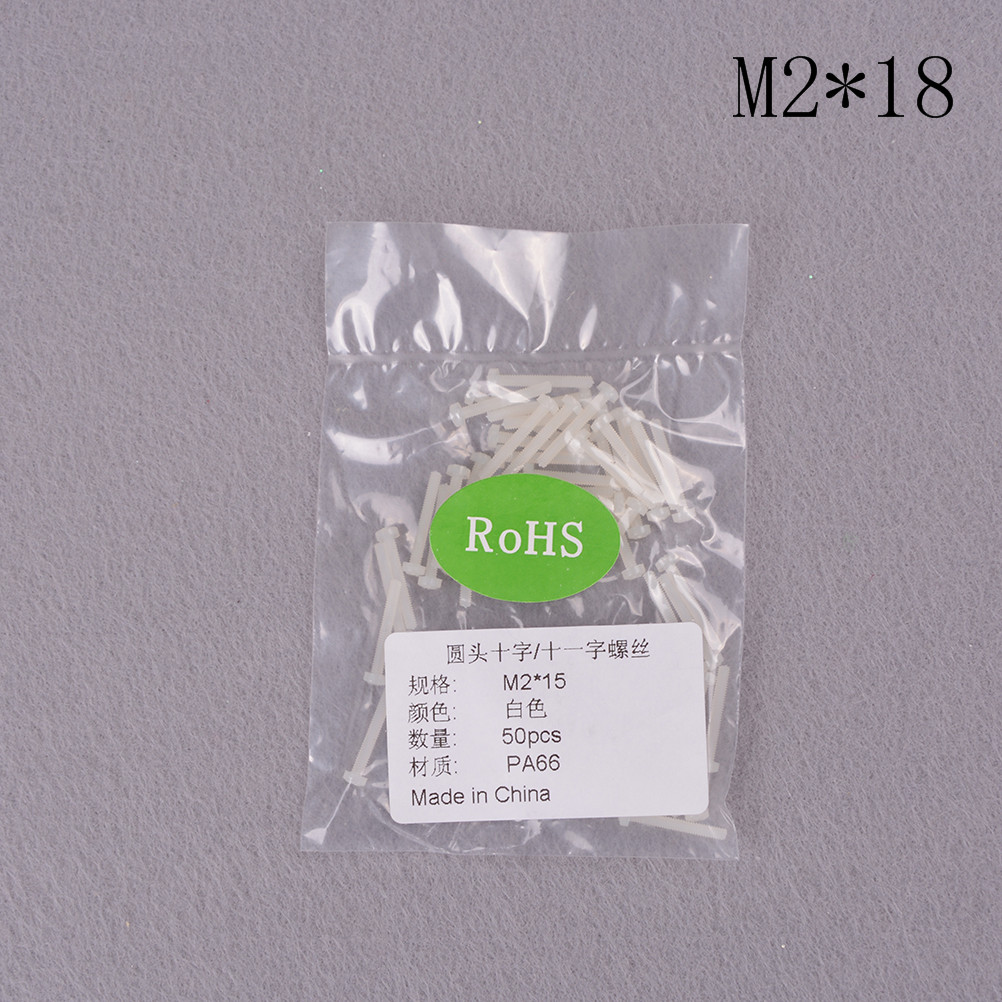 M2*18
RoHS
圆头十字/十一字螺丝
规格: M2*15
颜色: 白色
数量: 50pcs
材质: PA66
Made in China